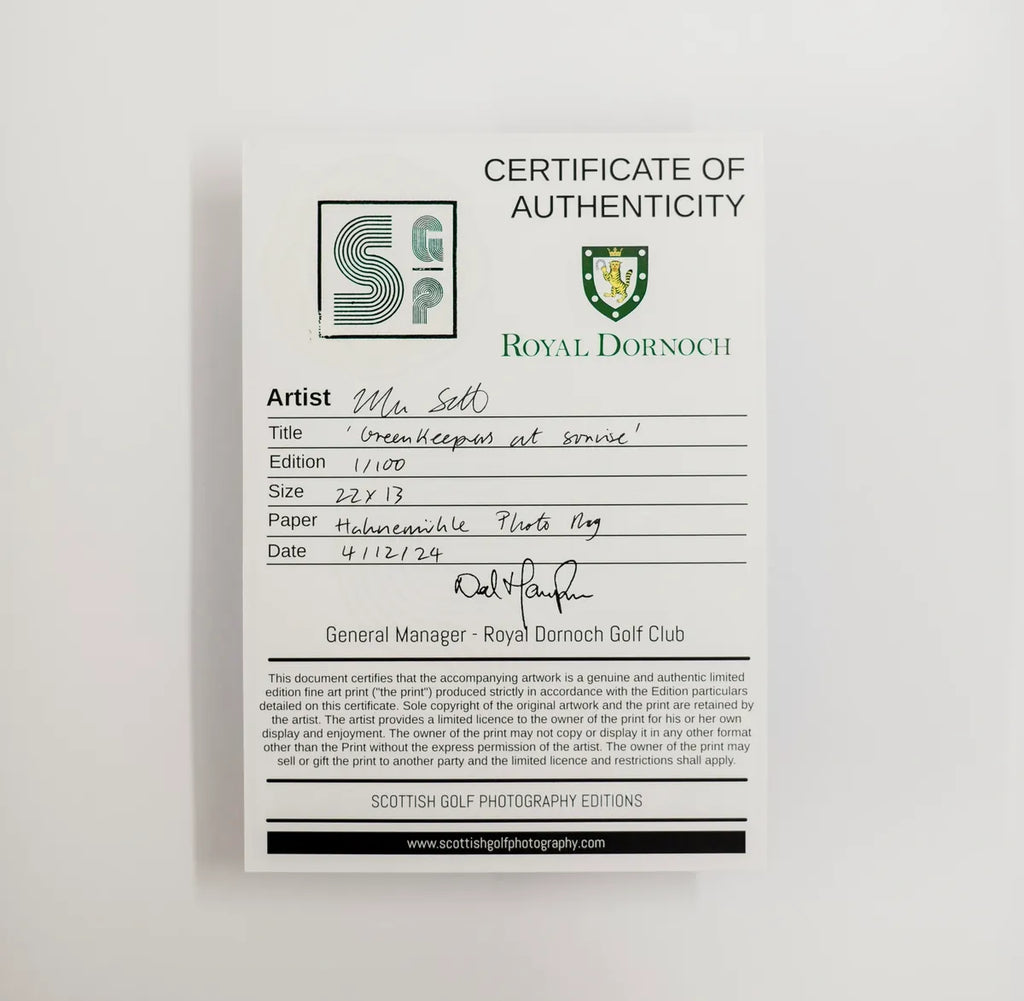 CERTIFICATE OF
AUTHENTICITY
SGP
ROYAL DORNOCH
Artist
Title 'Greenkeepers at sunrise'
Edition 1/100
Size 22 x 13
Paper Hahnemühle Photo Rag
Date 4/12/24
General Manager - Royal Dornoch Golf Club
This document certifies that the accompanying artwork is a genuine and authentic limited
edition fine art print ("the print") produced strictly in accordance with the Edition particulars
detailed on this certificate. Sole copyright of the original artwork and the print are retained by
the artist. The artist provides a limited licence to the owner of the print for his or her own
display and enjoyment. The owner of the print may not copy or display it in any other format
other than the Print without the express permission of the artist. The owner of the print may
sell or gift the print to another party and the limited licence and restrictions shall apply.
SCOTTISH GOLF PHOTOGRAPHY EDITIONS
www.scottishgolfphotography.com